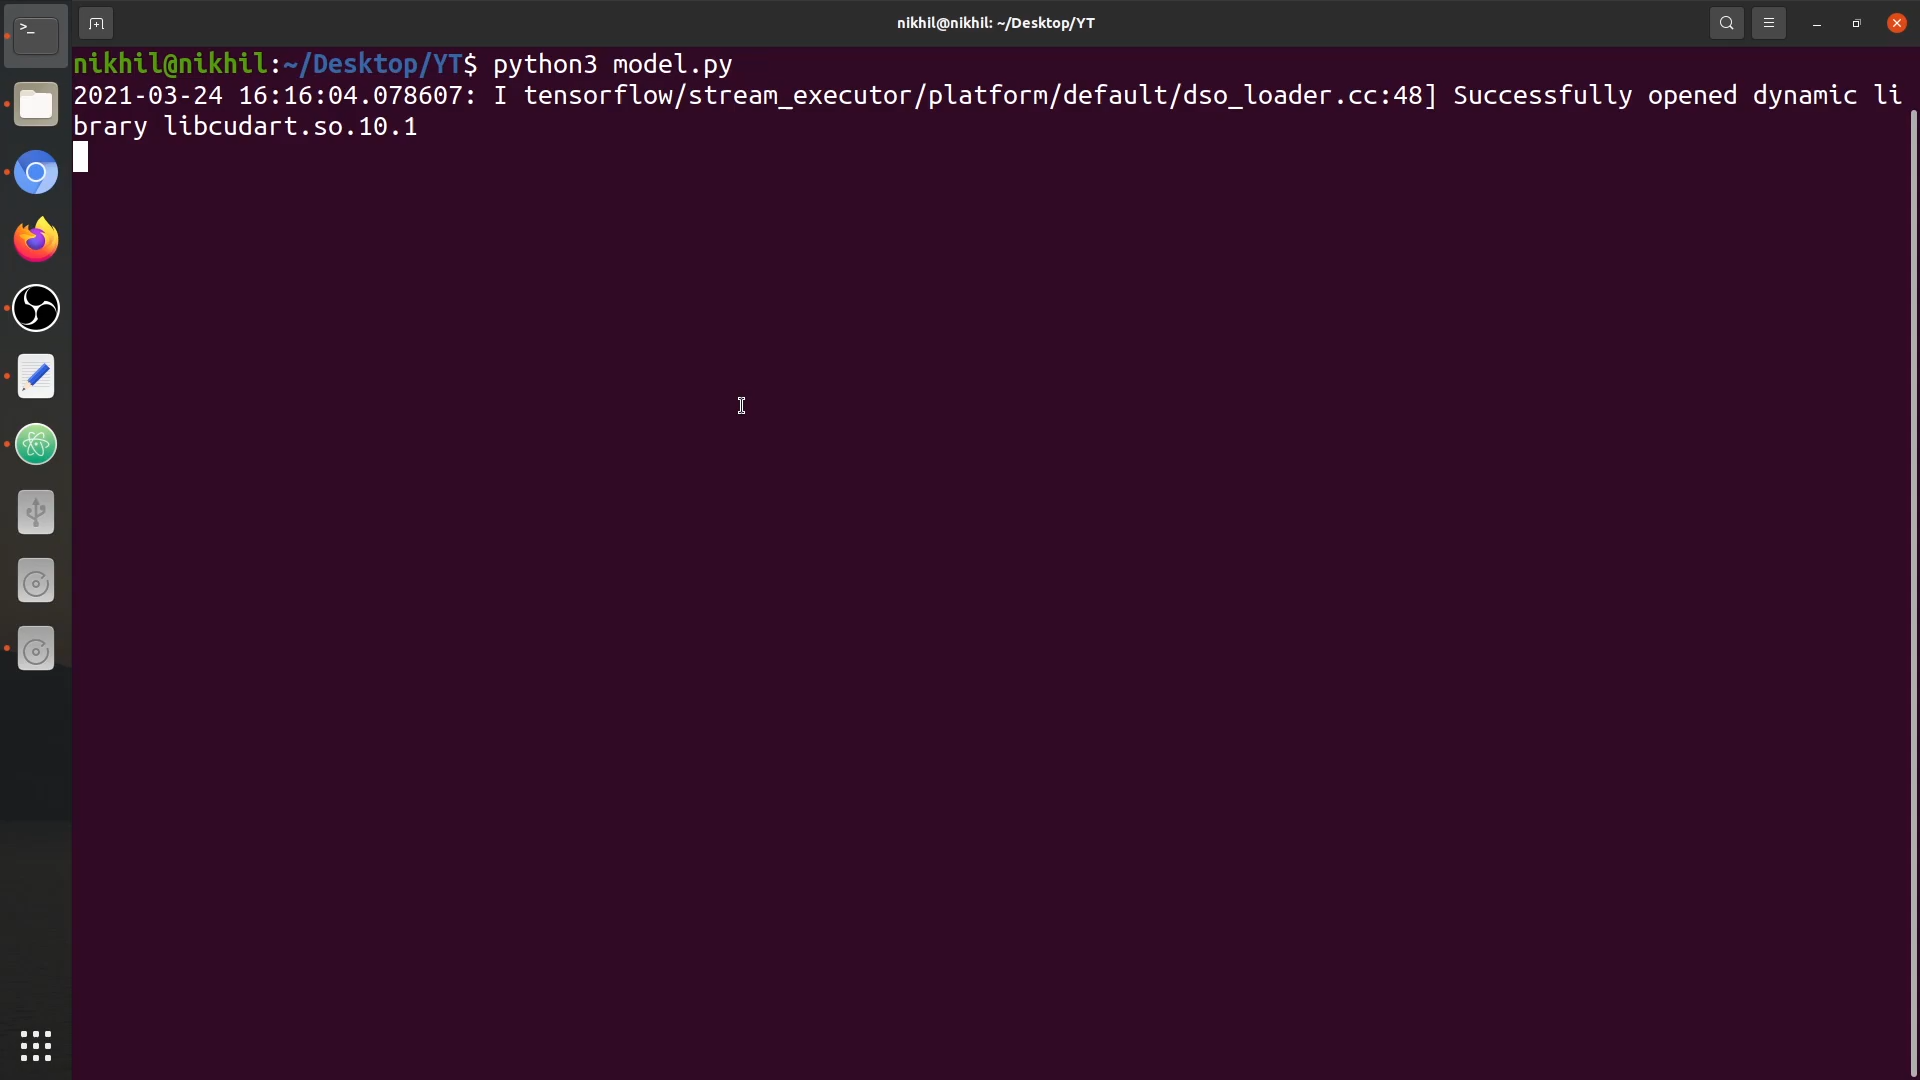 nikhil@nikhil: ~/Desktop/YT
nikhil@nikhil:~/Desktop/YT$ python3 model.py
2021-03-24 16:16:04.078607: I tensorflow/stream_executor/platform/default/dso_loader.cc:48] Successfully opened dynamic li
brary libcudart.so.10.1